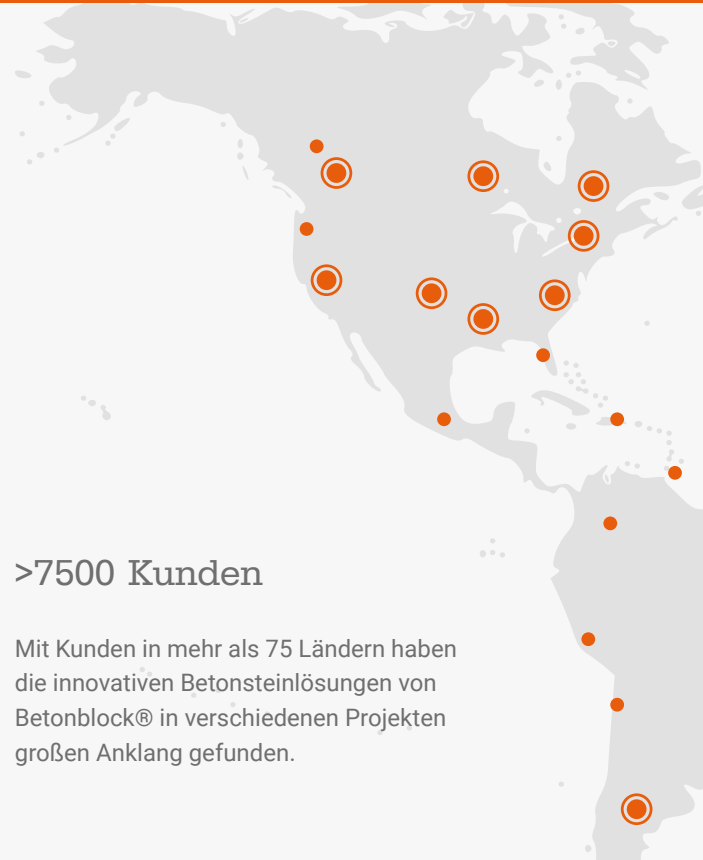 >7500 Kunden
Mit Kunden in mehr als 75 Ländern haben
die innovativen Betonsteinlösungen von
Betonblock® in verschiedenen Projekten
großen Anklang gefunden.